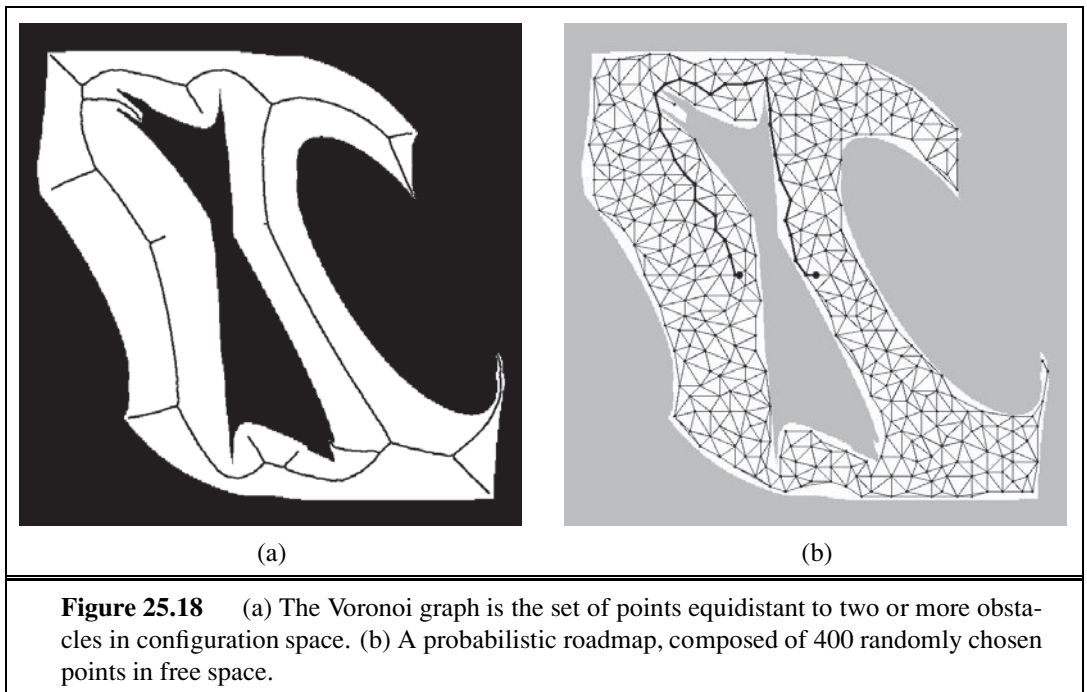 (a)
(b)
Figure 25.18 (a) The Voronoi graph is the set of points equidistant to two or more obsta-
cles in configuration space. (b) A probabilistic roadmap, composed of 400 randomly chosen
points in free space.